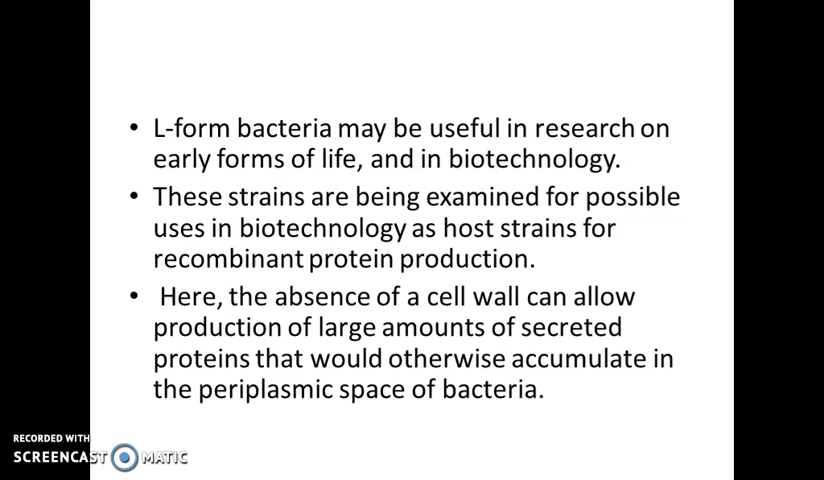 • L-form bacteria may be useful in research on
early forms of life, and in biotechnology.
• These strains are being examined for possible
uses in biotechnology as host strains for
recombinant protein production.
• Here, the absence of a cell wall can allow
production of large amounts of secreted
proteins that would otherwise accumulate in
the periplasmic space of bacteria.
RECORDED WITH
SCREENCAST MATIC